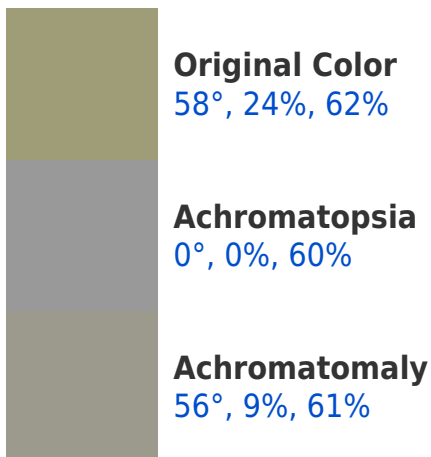 Original Color
58°, 24%, 62%
Achromatopsia
0°, 0%, 60%
Achromatomaly
56°, 9%, 61%